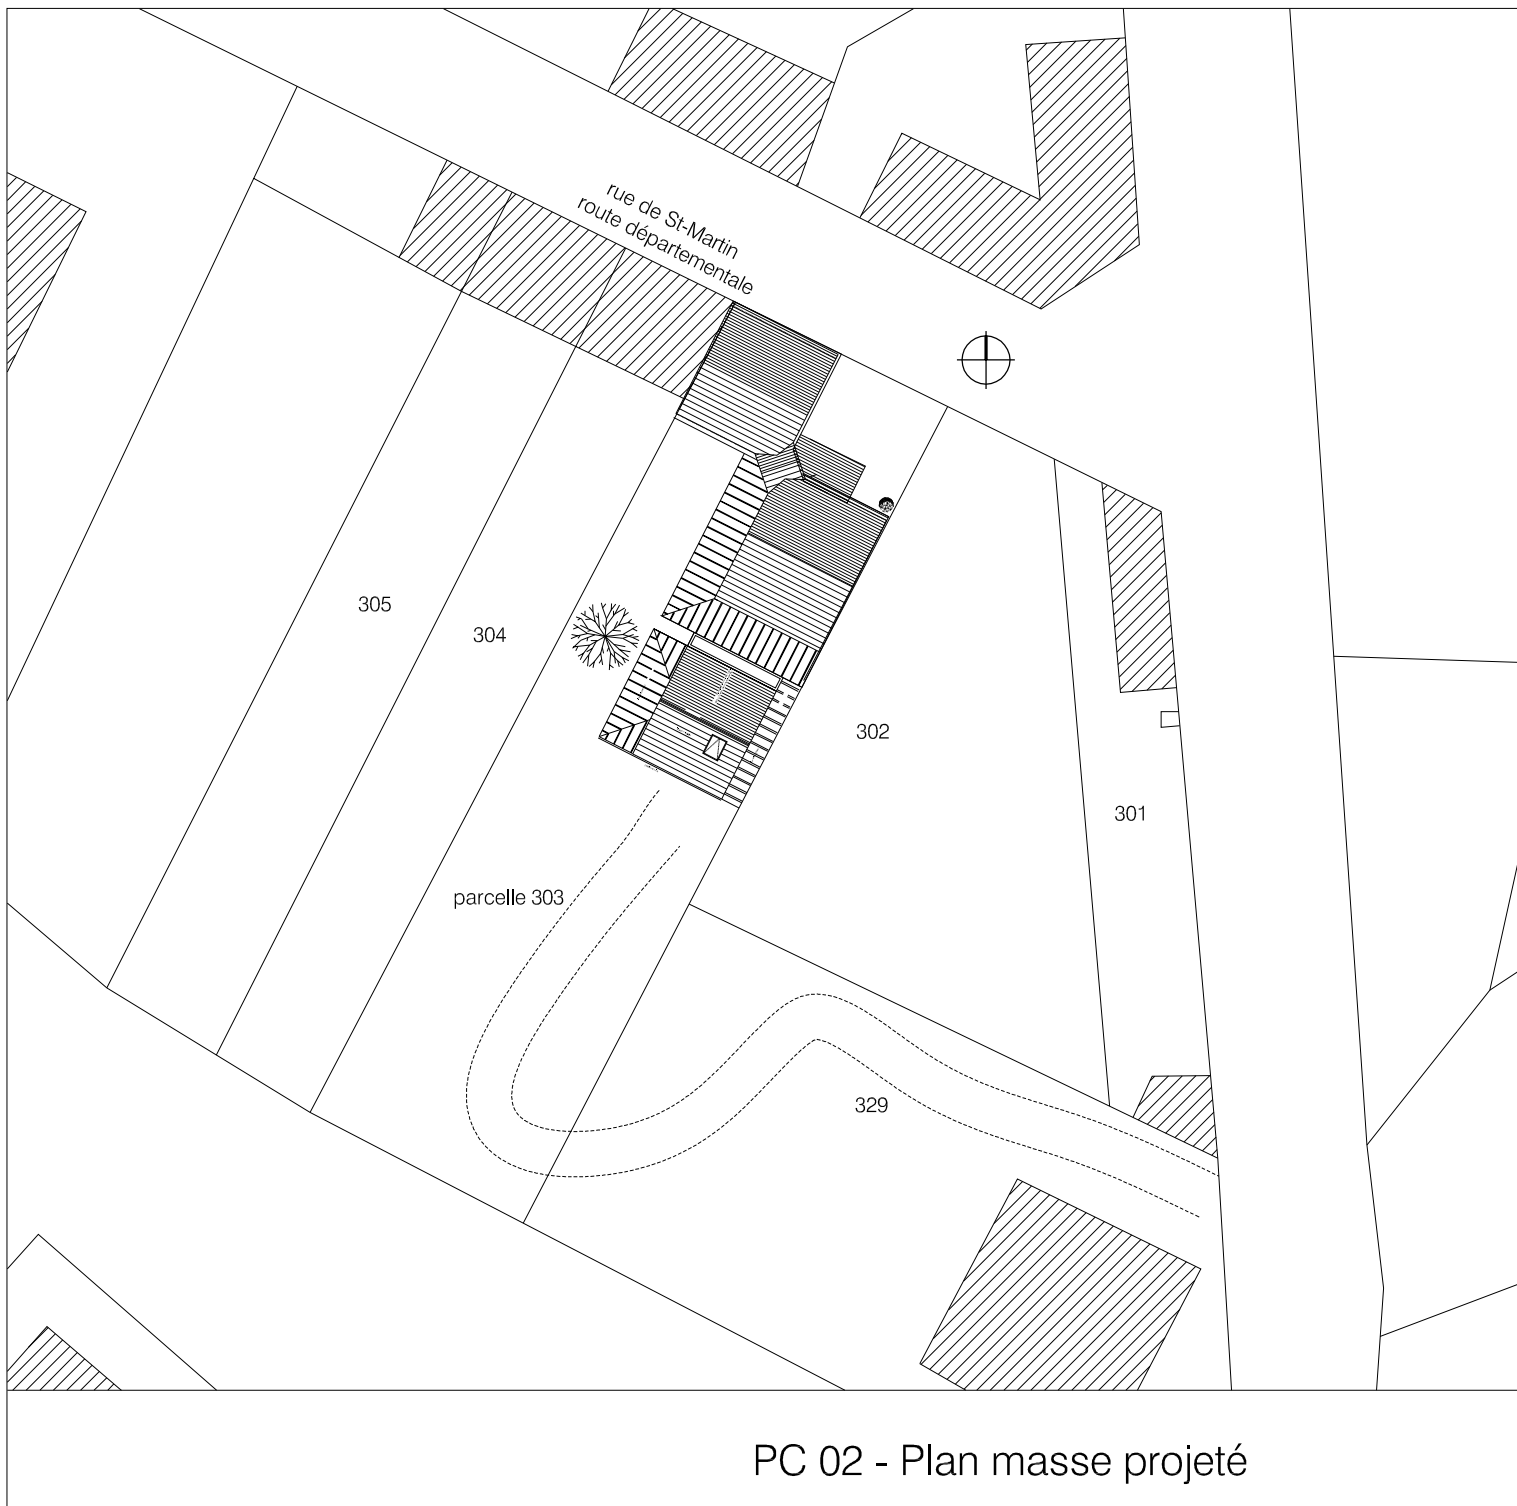 rue de St-Martin
route départementale
305
304
302
301
parcelle 303
329
PC 02 - Plan masse projeté